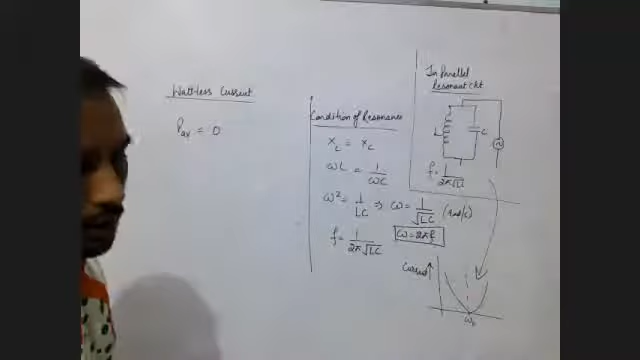 Wattless Current
Pav = 0
Condition of Resonance
XL = XC
ωL = 1/ωC
ω² = 1/LC ⇒ ω = 1/√LC (rad/s)
f = 1/2π√LC
ω = 2πf
In Parallel
Resonant Ckt
L
C
f = 1/2π√LC
Current ↑
ω₀